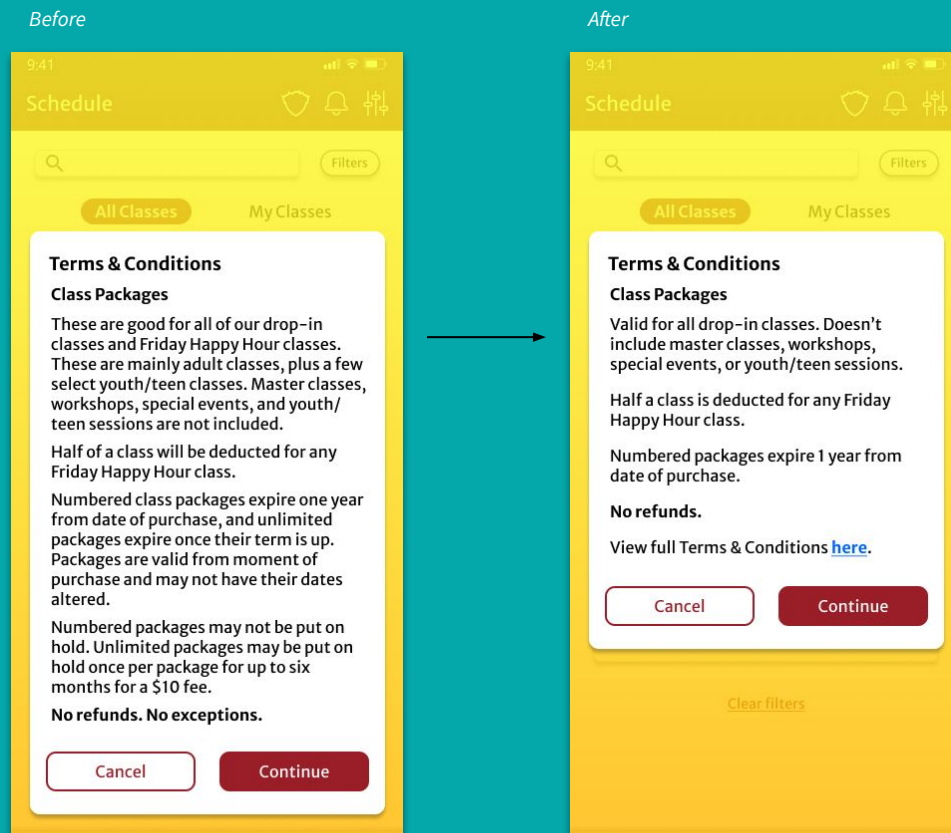 Before
9:41
Schedule
Filters
All Classes
My Classes
Terms & Conditions
Class Packages
These are good for all of our drop-in
classes and Friday Happy Hour classes.
These are mainly adult classes, plus a few
select youth/teen classes. Master classes,
workshops, special events, and youth/
teen sessions are not included.
Half of a class will be deducted for any
Friday Happy Hour class.
Numbered class packages expire one year
from date of purchase, and unlimited
packages expire once their term is up.
Packages are valid from moment of
purchase and may not have their dates
altered.
Numbered packages may not be put on
hold. Unlimited packages may be put on
hold once per package for up to six
months for a $10 fee.
No refunds. No exceptions.
Cancel
Continue
After
9:41
Schedule
Filters
All Classes
My Classes
Terms & Conditions
Class Packages
Valid for all drop-in classes. Doesn’t
include master classes, workshops,
special events, or youth/teen sessions.
Half a class is deducted for any Friday
Happy Hour class.
Numbered packages expire 1 year from
date of purchase.
No refunds.
View full Terms & Conditions here.
Cancel
Continue
Clear filters